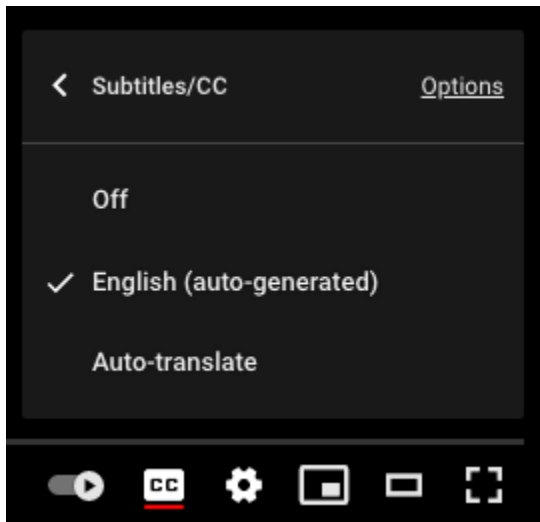 Subtitles/CC Options
Off
English (auto-generated)
Auto-translate
CC